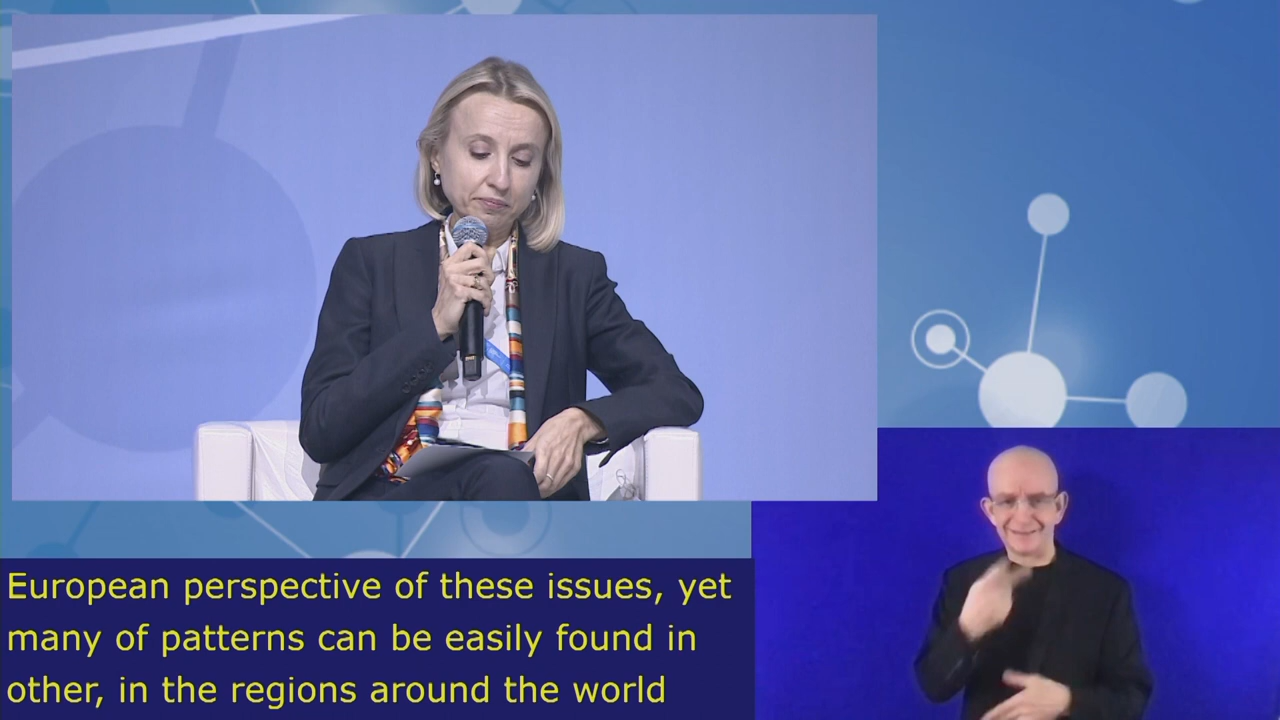 European perspective of these issues, yet
many of patterns can be easily found in
other, in the regions around the world